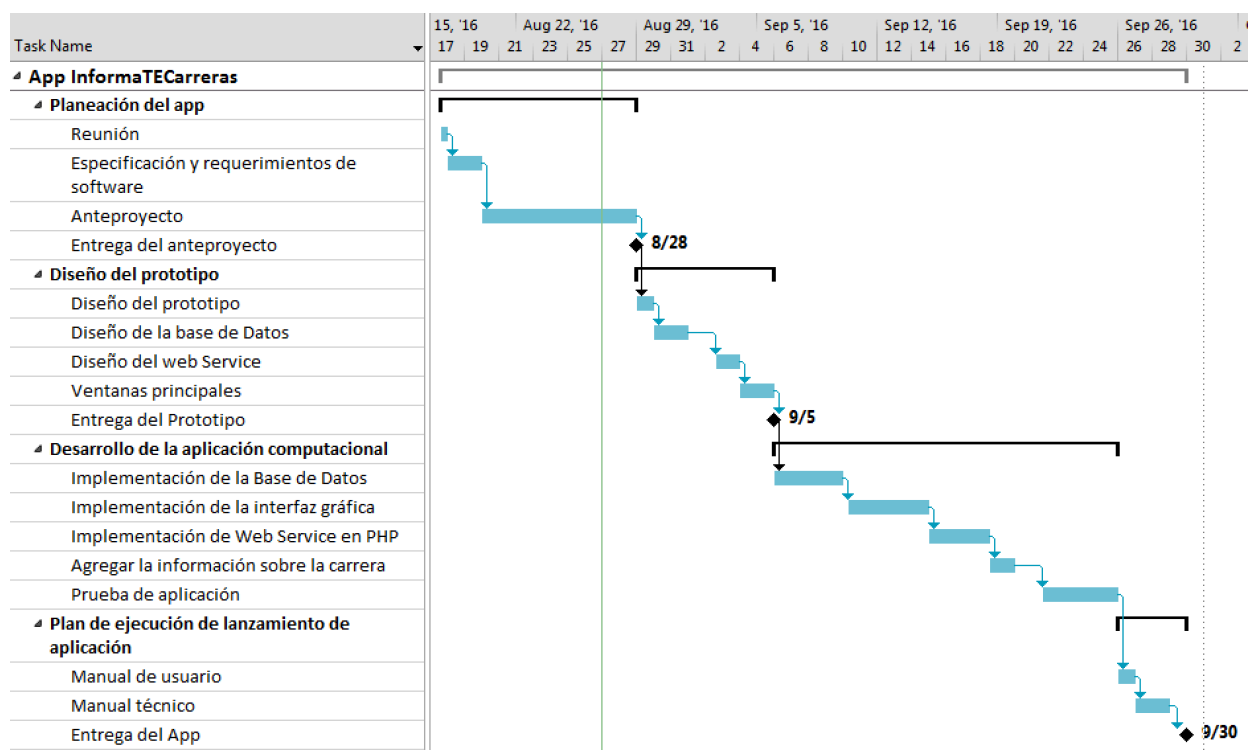 15, '16 Aug 22, '16 Aug 29, '16 Sep 5, '16 Sep 12, '16 Sep 19, '16 Sep 26, '16
Task Name 17 19 21 23 25 27 29 31 2 4 6 8 10 12 14 16 18 20 22 24 26 28 30 2
App InformaTECarreras
Planeación del app
Reunión
Especificación y requerimientos de
software
Anteproyecto
Entrega del anteproyecto 8/28
Diseño del prototipo
Diseño del prototipo
Diseño de la base de Datos
Diseño del web Service
Ventanas principales
Entrega del Prototipo 9/5
Desarrollo de la aplicación computacional
Implementación de la Base de Datos
Implementación de la interfaz gráfica
Implementación de Web Service en PHP
Agregar la información sobre la carrera
Prueba de aplicación
Plan de ejecución de lanzamiento de
aplicación
Manual de usuario
Manual técnico
Entrega del App 9/30